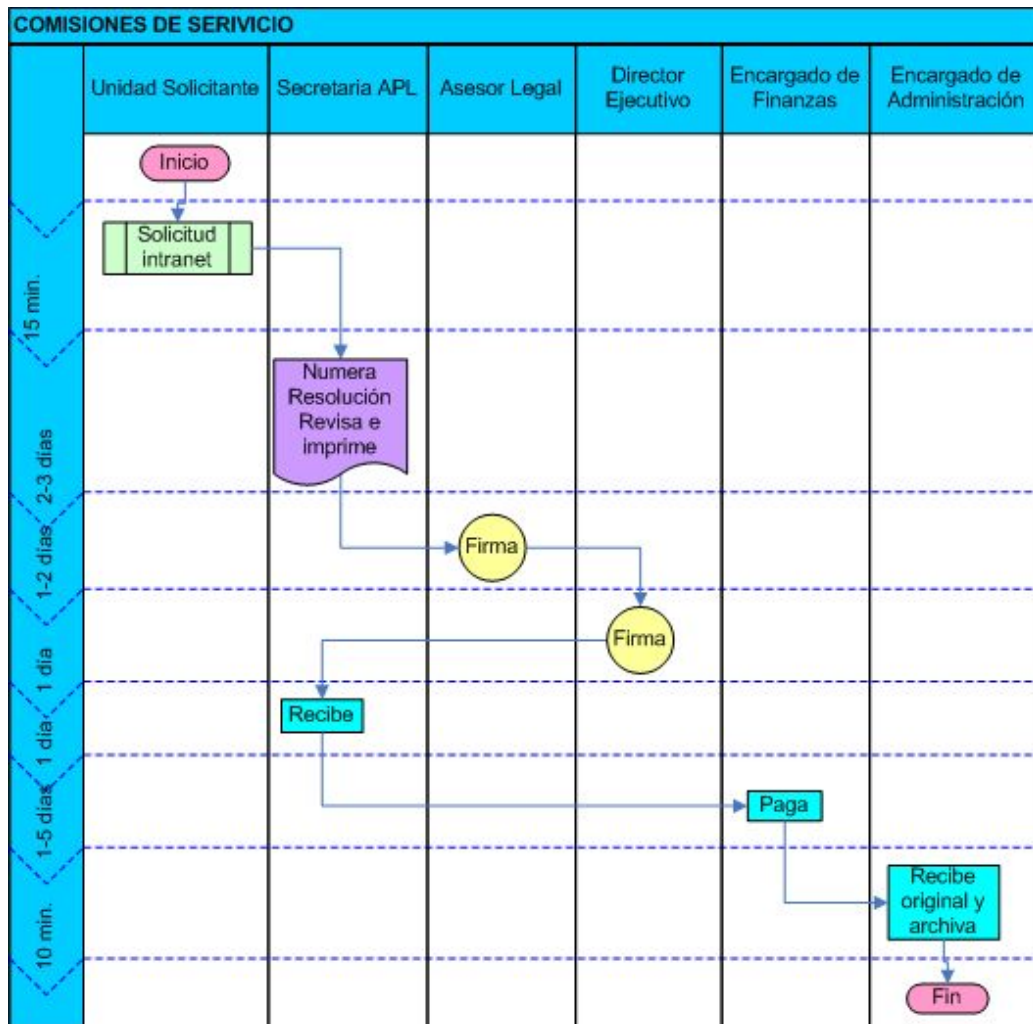 COMISIONES DE SERIVICIO
Unidad Solicitante
Secretaria APL
Asesor Legal
Director
Ejecutivo
Encargado de
Finanzas
Encargado de
Administración
Inicio
15 min.
Solicitud
intranet
2-3 días
Numera
Resolución
Revisa e
imprime
1-2 días
Firma
1 día
Firma
1 día
Recibe
1-5 días
Paga
10 min.
Recibe
original y
archiva
Fin